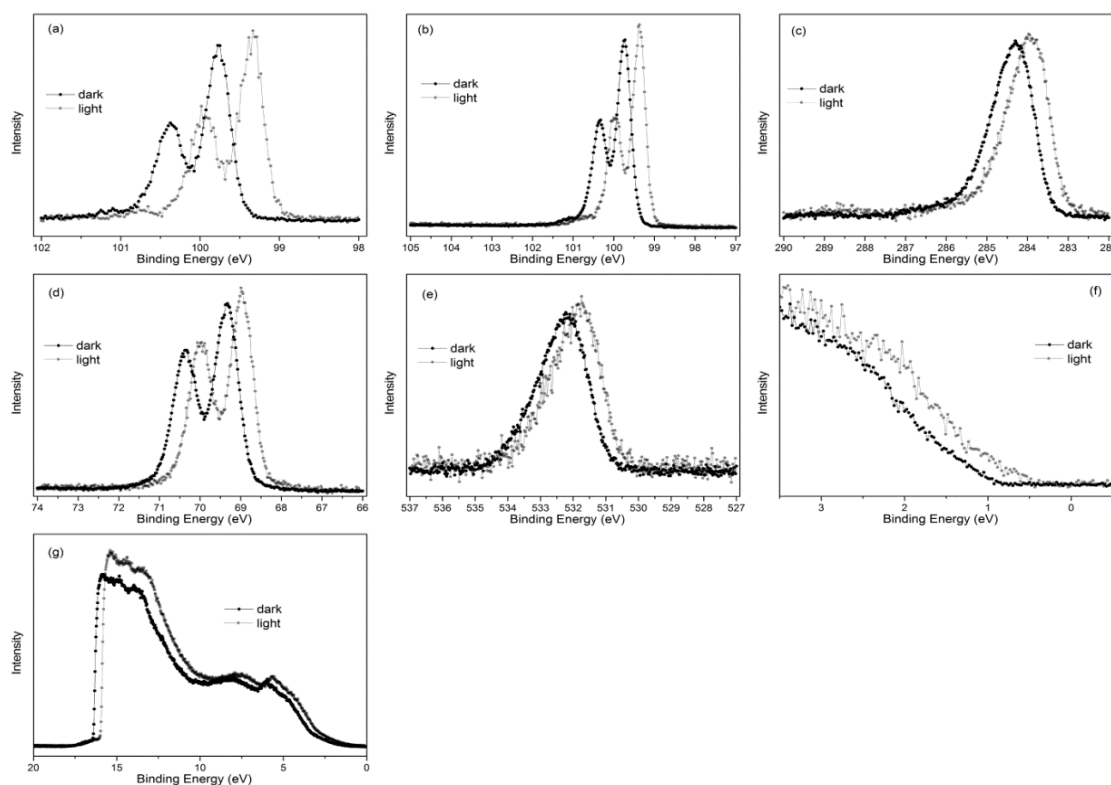 (a)
dark
light
Intensity
102 101 100 99 98
Binding Energy (eV)
(b)
dark
light
Intensity
105 104 103 102 101 100 99 98 97
Binding Energy (eV)
(c)
dark
light
Intensity
290 289 288 287 286 285 284 283 28
Binding Energy (eV)
(d)
dark
light
Intensity
74 73 72 71 70 69 68 67 66
Binding Energy (eV)
(e)
dark
light
Intensity
537 536 535 534 533 532 531 530 529 528 527
Binding Energy (eV)
(f)
dark
light
Intensity
3 2 1 0
Binding Energy (eV)
(g)
dark
light
Intensity
20 15 10 5 0
Binding Energy (eV)